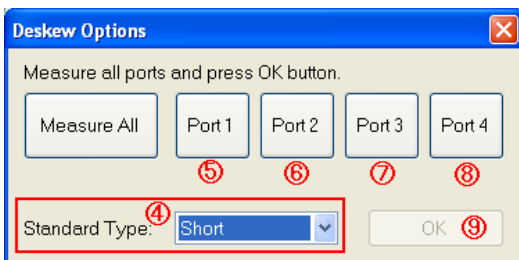 Deskew Options
Measure all ports and press OK button.
Measure All Port 1 Port 2 Port 3 Port 4
⑤ ⑥ ⑦ ⑧
④
Standard Type: Short OK ⑨